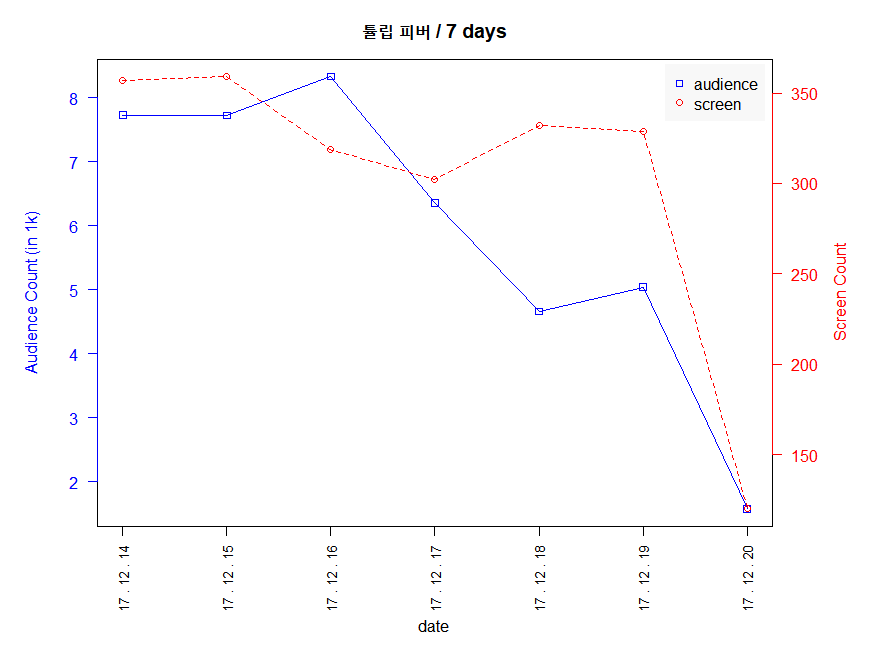 튤립 피버 / 7 days
audience
screen
8
7
6
5
4
3
2
Audience Count (in 1k)
350
300
250
200
150
Screen Count
17 . 12 . 14
17 . 12 . 15
17 . 12 . 16
17 . 12 . 17
17 . 12 . 18
17 . 12 . 19
17 . 12 . 20
date